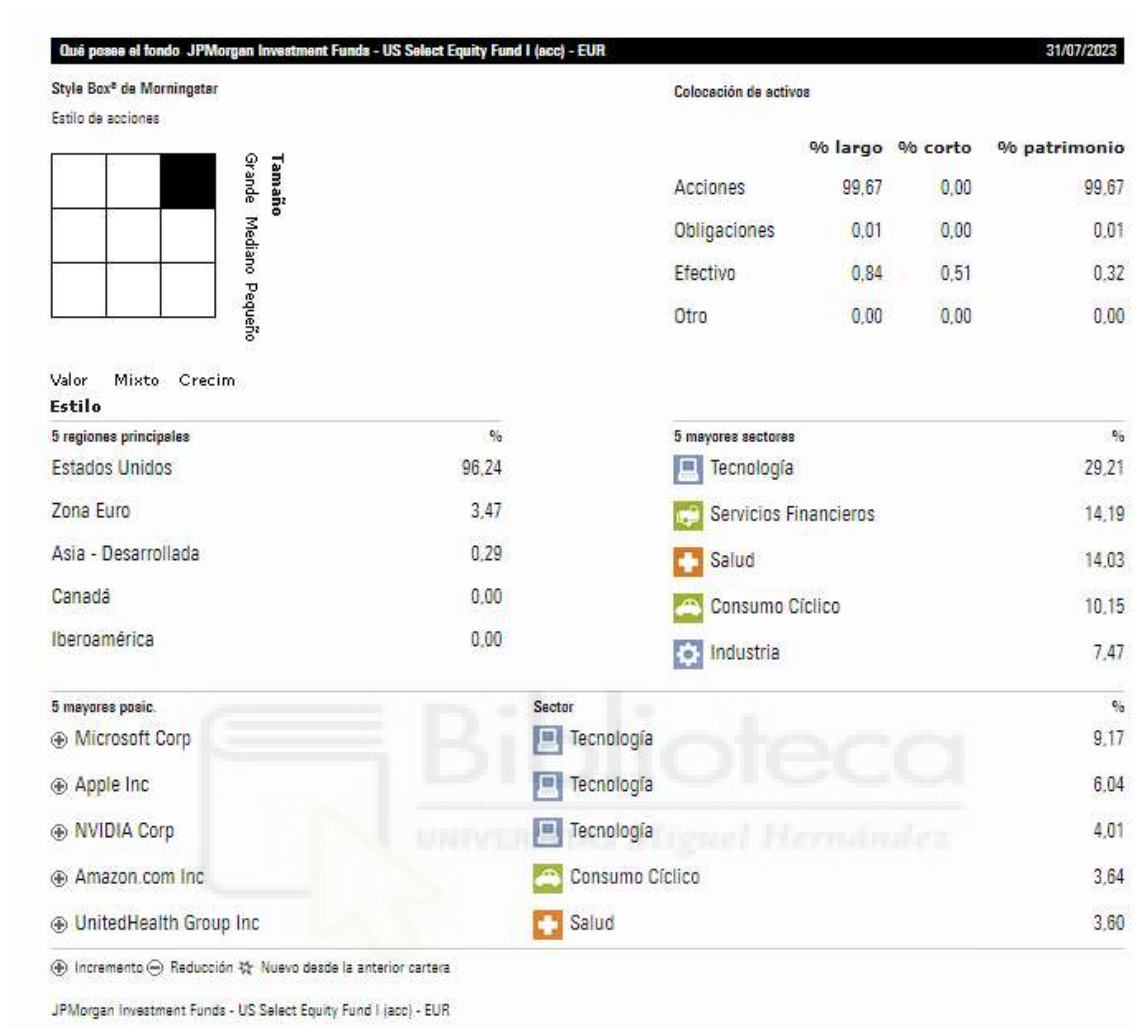 Qué posee el fondo JPMorgan Investment Funds - US Select Equity Fund I (acc) - EUR 31/07/2023
Style Box® de Morningstar
Estilo de acciones
Tamaño
Grande Mediano Pequeño
Valor Mixto Crecim
Estilo
Colocación de activos
% largo % corto % patrimonio
Acciones 99,67 0,00 99,67
Obligaciones 0,01 0,00 0,01
Efectivo 0,84 0,51 0,32
Otro 0,00 0,00 0,00
5 regiones principales %
Estados Unidos 96,24
Zona Euro 3,47
Asia - Desarrollada 0,29
Canadá 0,00
Iberoamérica 0,00
5 mayores sectores %
Tecnología 29,21
Servicios Financieros 14,19
Salud 14,03
Consumo Cíclico 10,15
Industria 7,47
5 mayores posic. Sector %
Microsoft Corp Tecnología 9,17
Apple Inc Tecnología 6,04
NVIDIA Corp Tecnología 4,01
Amazon.com Inc Consumo Cíclico 3,64
UnitedHealth Group Inc Salud 3,60
Incremento Reducción Nuevo desde la anterior cartera
JPMorgan Investment Funds - US Select Equity Fund I (acc) - EUR
Biblioteca
UNIVERSITAS Miguel Hernández